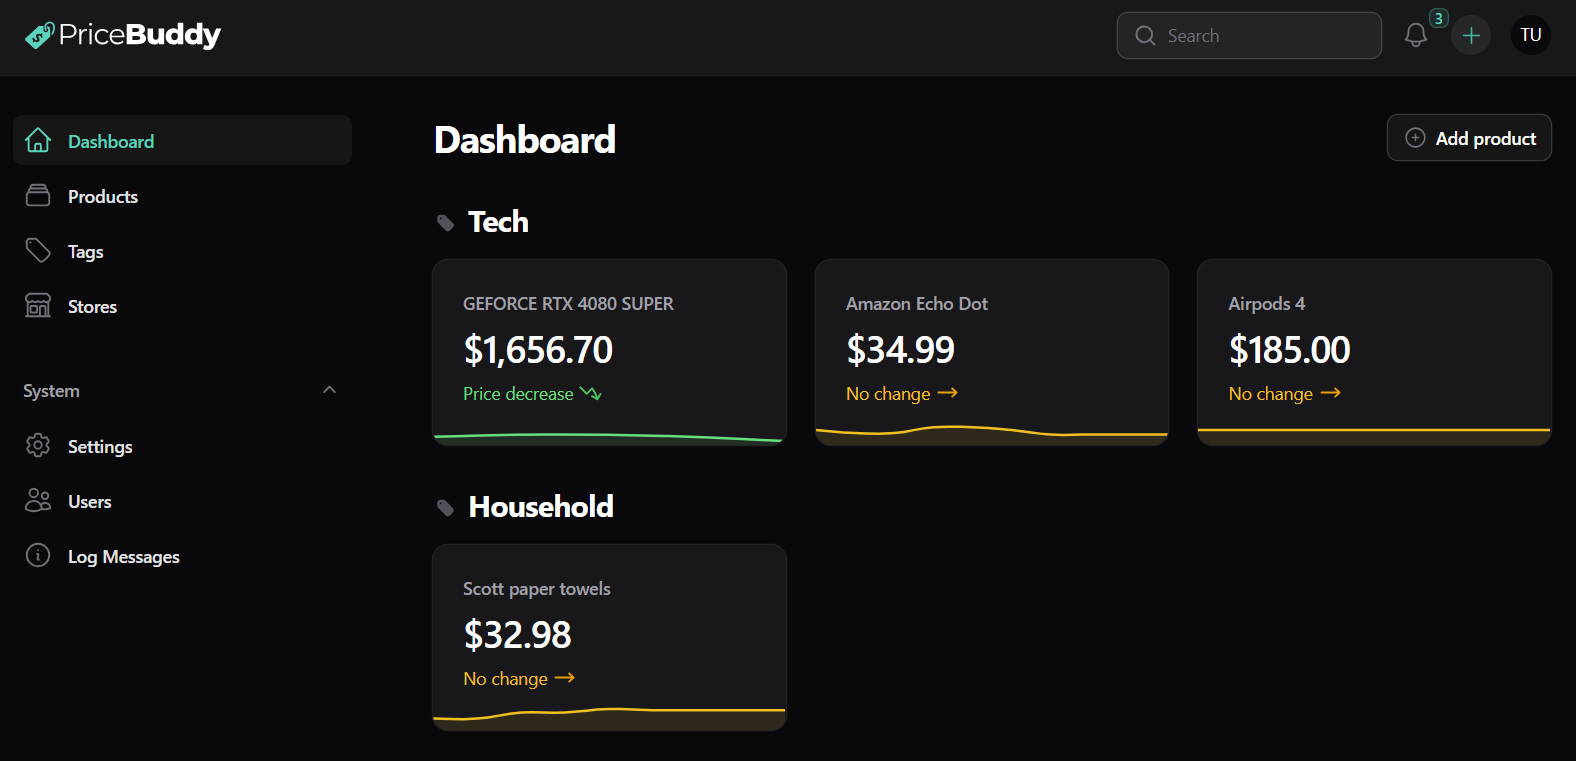 PriceBuddy
Search
3
TU
Dashboard
Products
Tags
Stores
System
Settings
Users
Log Messages
Dashboard
Add product
Tech
GEFORCE RTX 4080 SUPER
$1,656.70
Price decrease
Amazon Echo Dot
$34.99
No change
Airpods 4
$185.00
No change
Household
Scott paper towels
$32.98
No change